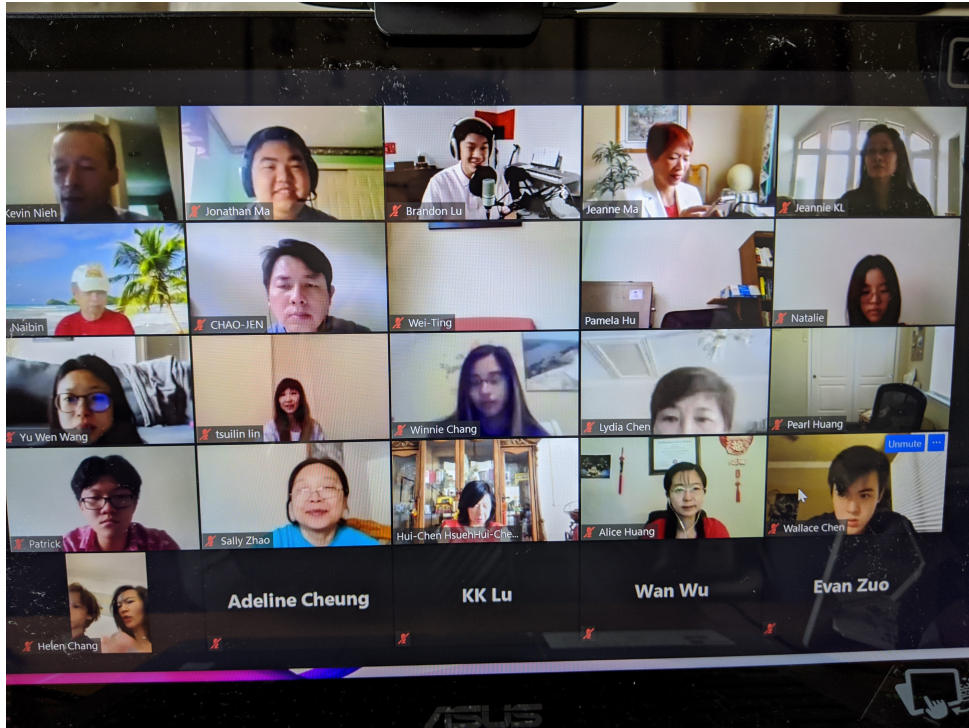 Kevin Nieh
Jonathan Ma
Brandon Lu
Jeanne Ma
Jeannie KL
Naibin
CHAO-JEN
Wei-Ting
Pamela Hu
Natalie
Yu Wen Wang
tsuilin lin
Winnie Chang
Lydia Chen
Pearl Huang
Unmute
...
Patrick
Sally Zhao
Hui-Chen HsuehHui-Che...
Alice Huang
Wallace Chen
Helen Chang
Adeline Cheung
KK Lu
Wan Wu
Evan Zuo
ASUS